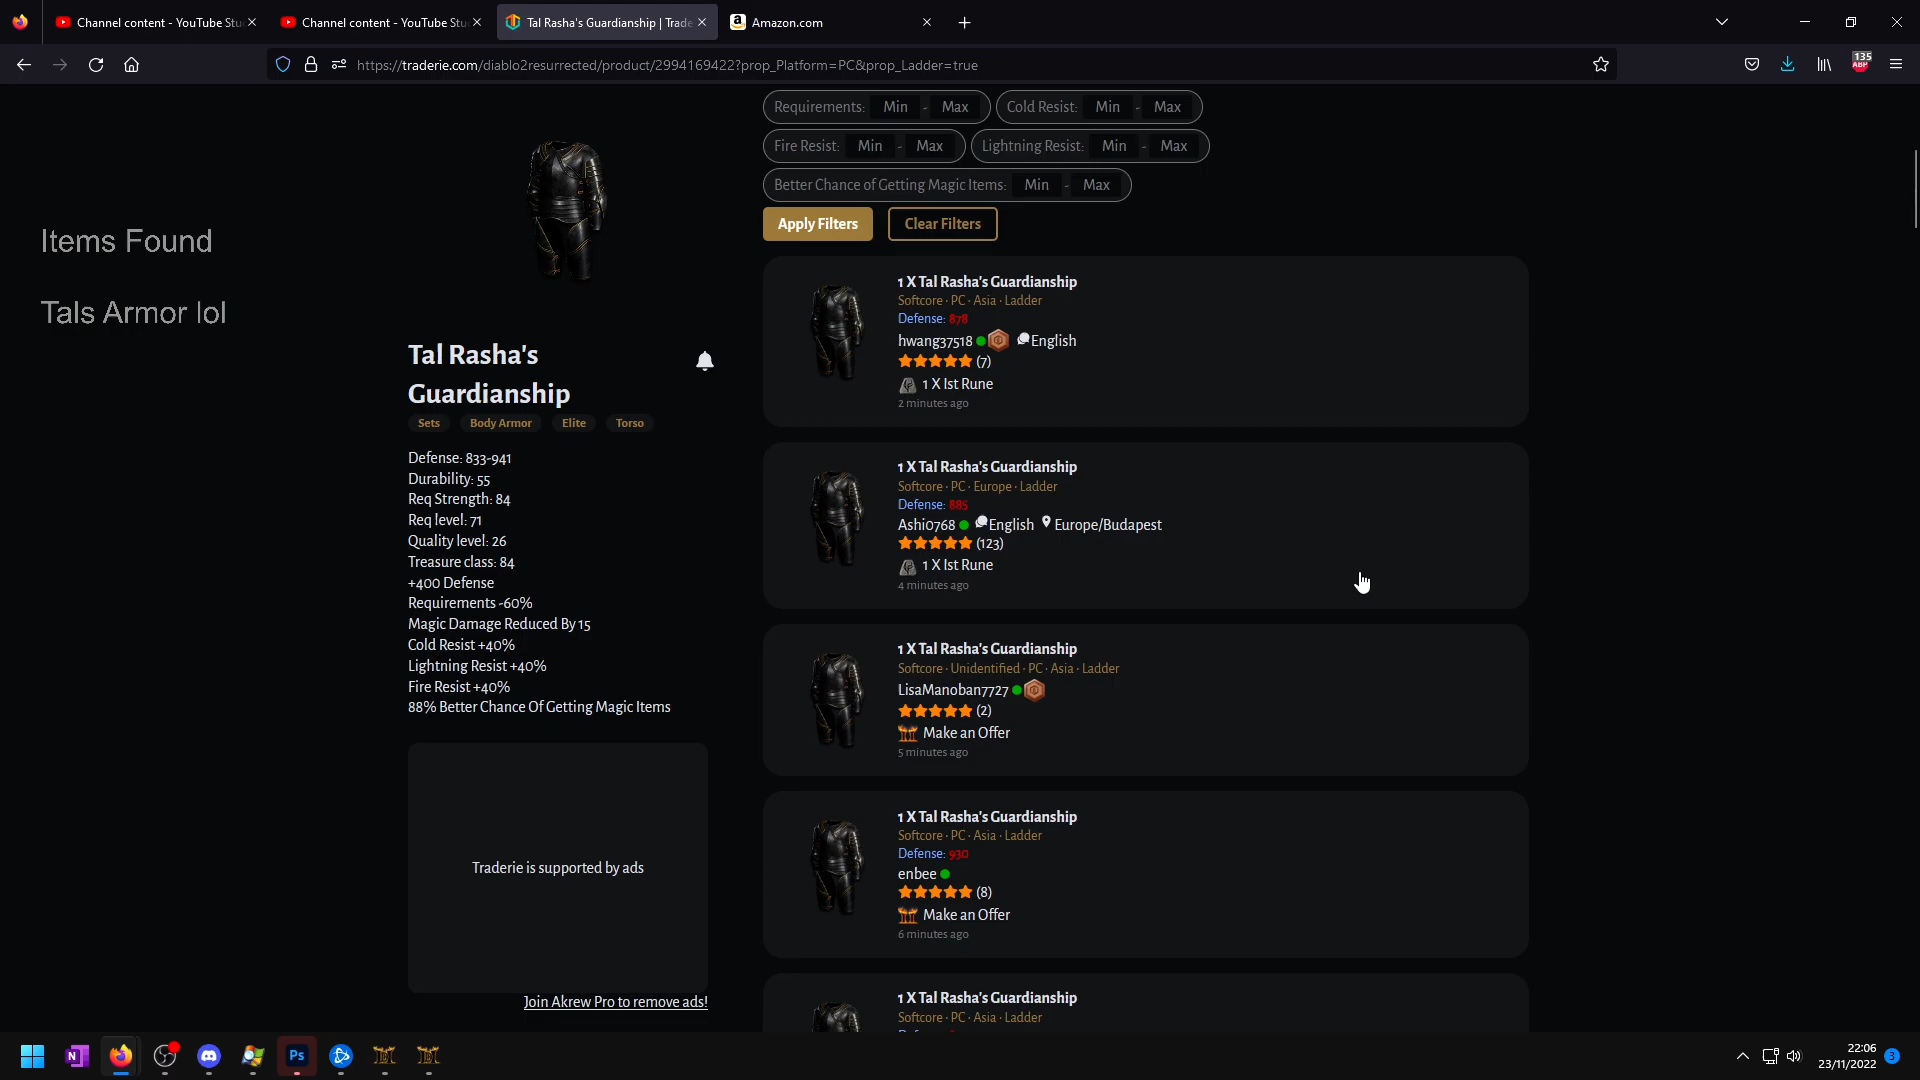 Channel content - YouTube Stu
Channel content - YouTube Stu
Tal Rasha's Guardianship | Trade
Amazon.com
https://traderie.com/diablo2resurrected/product/2994169422?prop_Platform=PC&prop_Ladder=true
135
ABP
Requirements: Min - Max
Cold Resist: Min - Max
Fire Resist: Min - Max
Lightning Resist: Min - Max
Better Chance of Getting Magic Items: Min - Max
Apply Filters
Clear Filters
Items Found
Tals Armor lol
Tal Rasha's
Guardianship
Sets
Body Armor
Elite
Torso
Defense: 833-941
Durability: 55
Req Strength: 84
Req level: 71
Quality level: 26
Treasure class: 84
+400 Defense
Requirements -60%
Magic Damage Reduced By 15
Cold Resist +40%
Lightning Resist +40%
Fire Resist +40%
88% Better Chance Of Getting Magic Items
Traderie is supported by ads
Join Akrew Pro to remove ads!
1 X Tal Rasha's Guardianship
Softcore · PC · Asia · Ladder
Defense: 878
hwang37518 English
(7)
1 X Ist Rune
2 minutes ago
1 X Tal Rasha's Guardianship
Softcore · PC · Europe · Ladder
Defense: 885
Ashi0768 English Europe/Budapest
(123)
1 X Ist Rune
4 minutes ago
1 X Tal Rasha's Guardianship
Softcore · Unidentified · PC · Asia · Ladder
LisaManoban7727
(2)
Make an Offer
5 minutes ago
1 X Tal Rasha's Guardianship
Softcore · PC · Asia · Ladder
Defense: 930
enbee
(8)
Make an Offer
6 minutes ago
1 X Tal Rasha's Guardianship
Softcore · PC · Asia · Ladder
N
Ps
22:06
23/11/2022
3